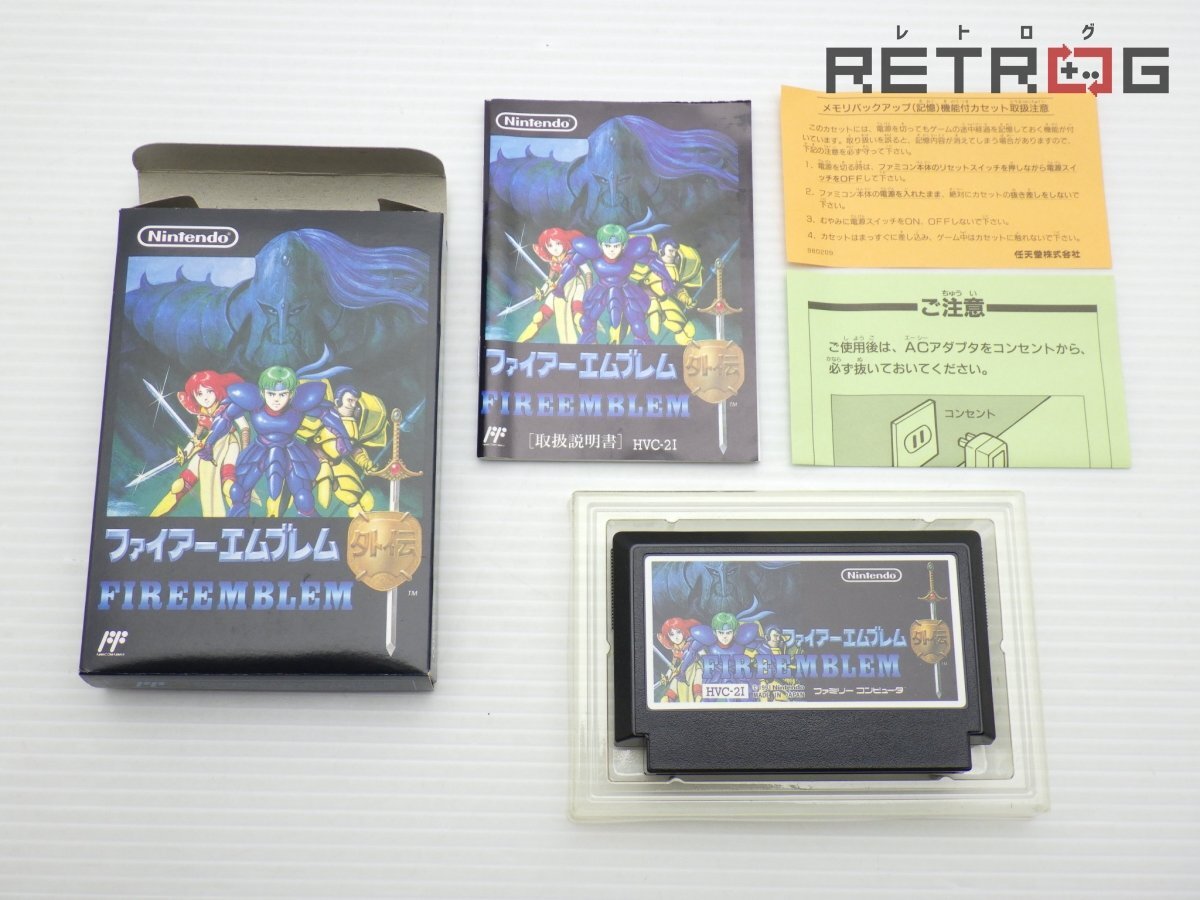 レトログ
RETROG
Nintendo
ファイアーエムブレム
外伝
FIREEMBLEM
TM
FF
Nintendo
ファイアーエムブレム
外伝
FIREEMBLEM
TM
FF
[取扱説明書] HVC-2I
メモリバックアップ(記憶)機能付カセット取扱注意
このカセットには、電源を切ってもゲームの途中経過を記憶しておく機能が付
いています。取り扱いを誤ると、記憶内容が消えてしまう場合がありますので、
下記の注意を必ず守って下さい。
1. 電源を切る時は、ファミコン本体のリセットスイッチを押しながら電源スイ
ッチをOFFして下さい。
2. ファミコン本体の電源を入れたまま、絶対にカセットの抜き差しをしないで
下さい。
3. むやみに電源スイッチをON、OFFしないで下さい。
4. カセットはまっすぐに差し込み、ゲーム中はカセットに触れないで下さい。
880209
任天堂株式会社
ちゅうい
ご注意
ご使用後は、ACアダプタをコンセントから、
必ず抜いておいてください。
コンセント
Nintendo
ファイアーエムブレム
外伝
FIREEMBLEM
TM
HVC-2I
Nintendo
MADE IN JAPAN
ファミリーコンピュータ